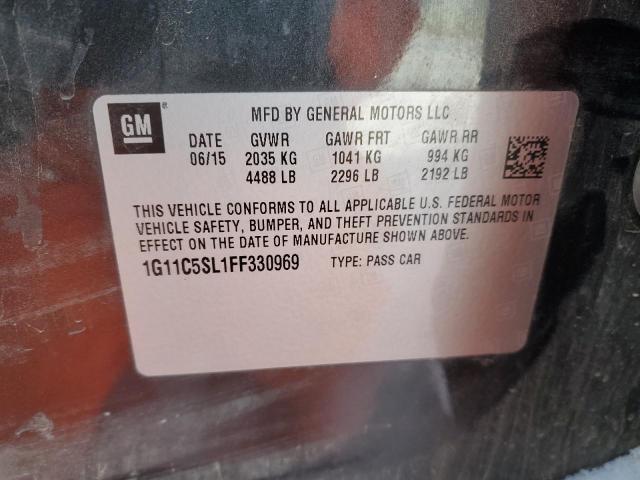 GM
MFD BY GENERAL MOTORS LLC
DATE GVWR GAWR FRT GAWR RR
06/15 2035 KG 1041 KG 994 KG
4488 LB 2296 LB 2192 LB
THIS VEHICLE CONFORMS TO ALL APPLICABLE U.S. FEDERAL MOTOR
VEHICLE SAFETY, BUMPER, AND THEFT PREVENTION STANDARDS IN
EFFECT ON THE DATE OF MANUFACTURE SHOWN ABOVE.
1G11C5SL1FF330969 TYPE: PASS CAR